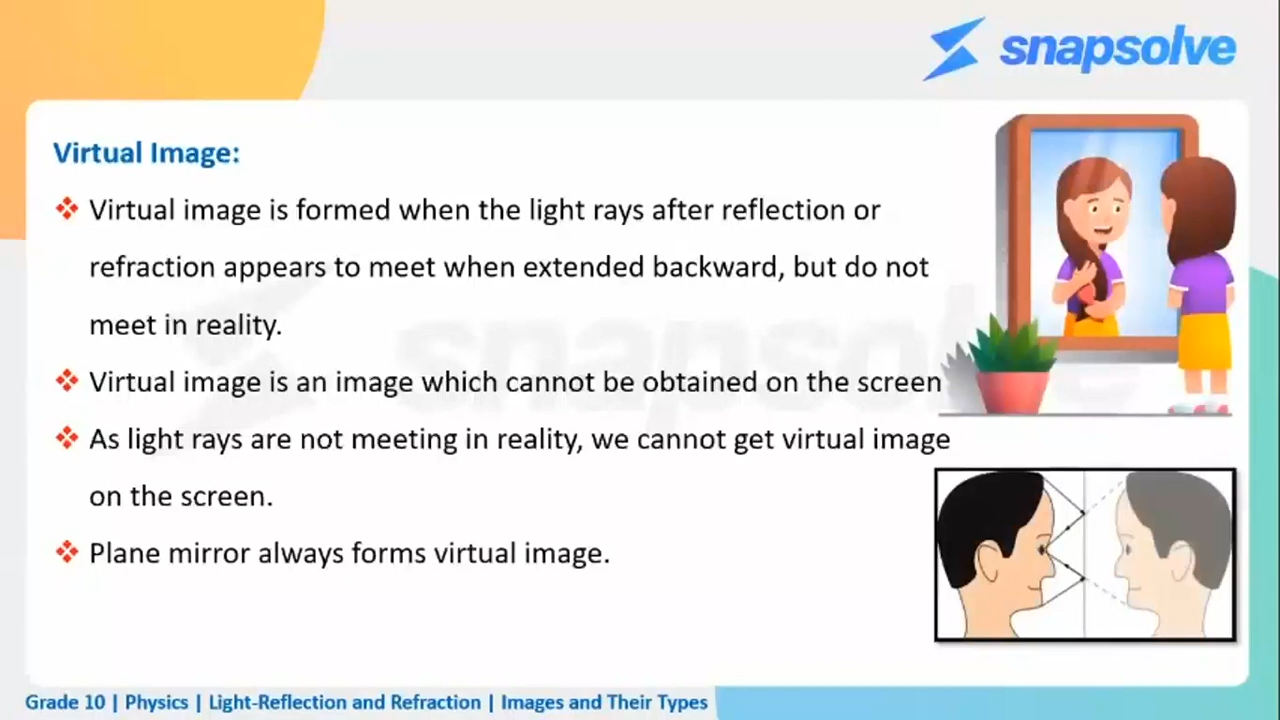 snapsolve
Virtual Image:
❖ Virtual image is formed when the light rays after reflection or
refraction appears to meet when extended backward, but do not
meet in reality.
❖ Virtual image is an image which cannot be obtained on the screen
❖ As light rays are not meeting in reality, we cannot get virtual image
on the screen.
❖ Plane mirror always forms virtual image.
snapsolve
Grade 10 | Physics | Light-Reflection and Refraction | Images and Their Types